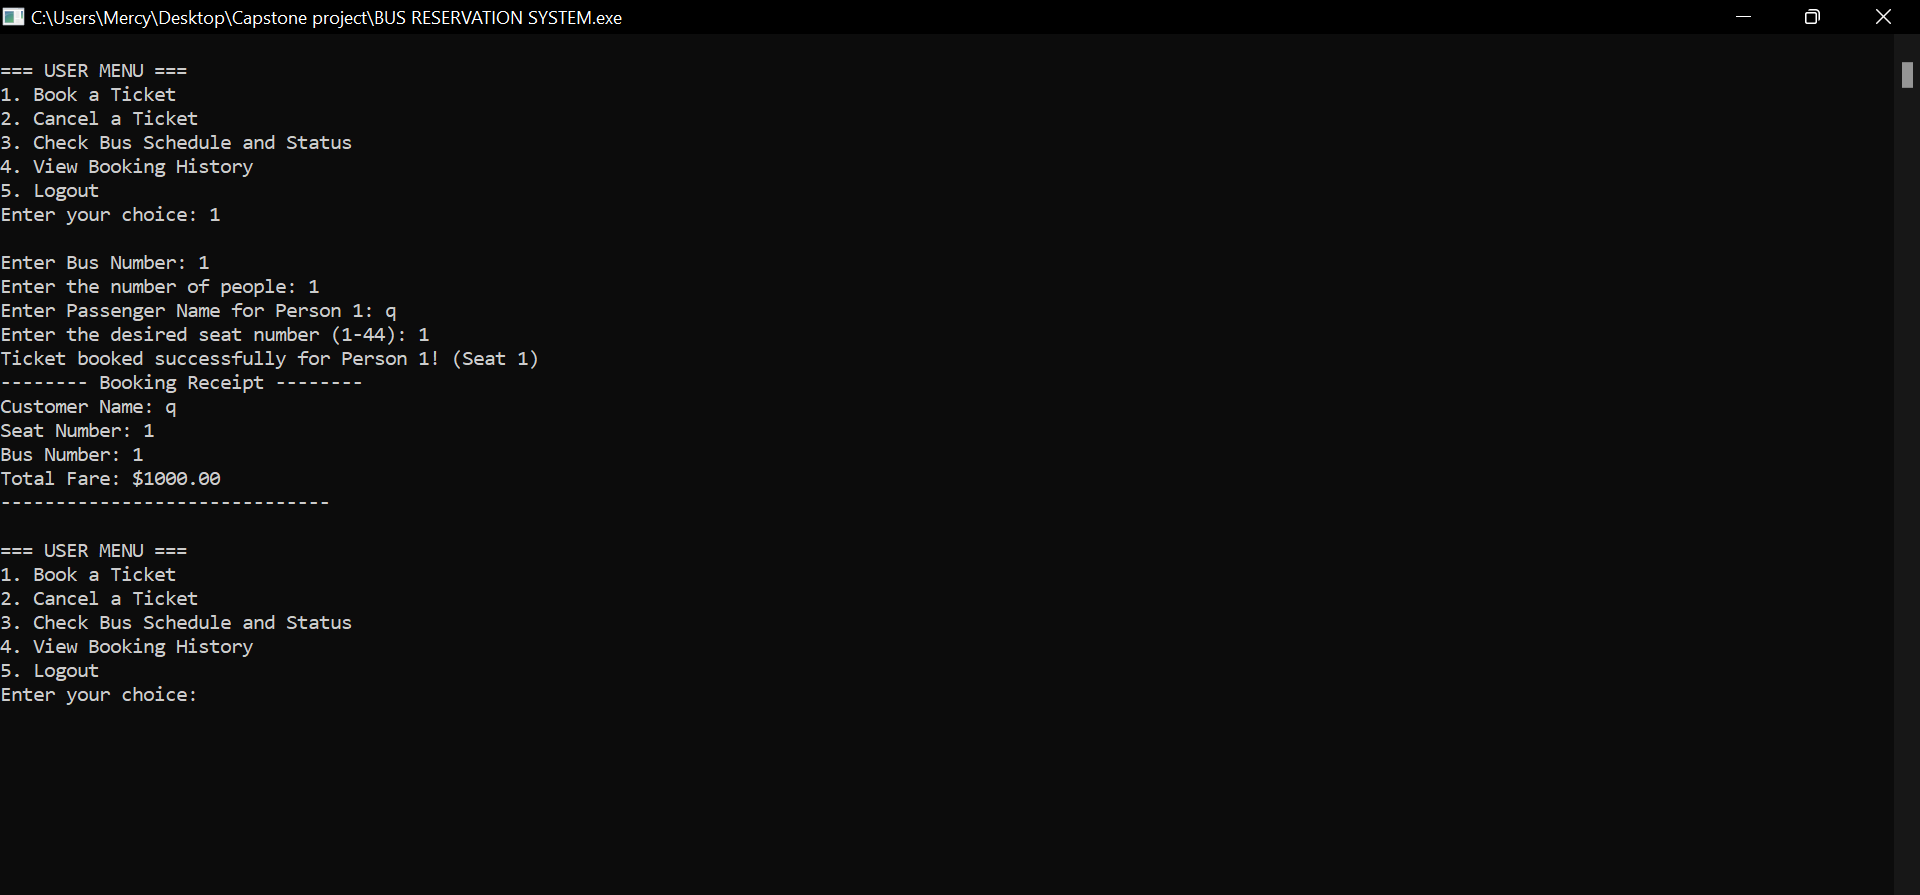 C:\Users\Mercy\Desktop\Capstone project\BUS RESERVATION SYSTEM.exe
=== USER MENU ===
1. Book a Ticket
2. Cancel a Ticket
3. Check Bus Schedule and Status
4. View Booking History
5. Logout
Enter your choice: 1
Enter Bus Number: 1
Enter the number of people: 1
Enter Passenger Name for Person 1: q
Enter the desired seat number (1-44): 1
Ticket booked successfully for Person 1! (Seat 1)
-------- Booking Receipt --------
Customer Name: q
Seat Number: 1
Bus Number: 1
Total Fare: $1000.00
------------------------------
=== USER MENU ===
1. Book a Ticket
2. Cancel a Ticket
3. Check Bus Schedule and Status
4. View Booking History
5. Logout
Enter your choice: